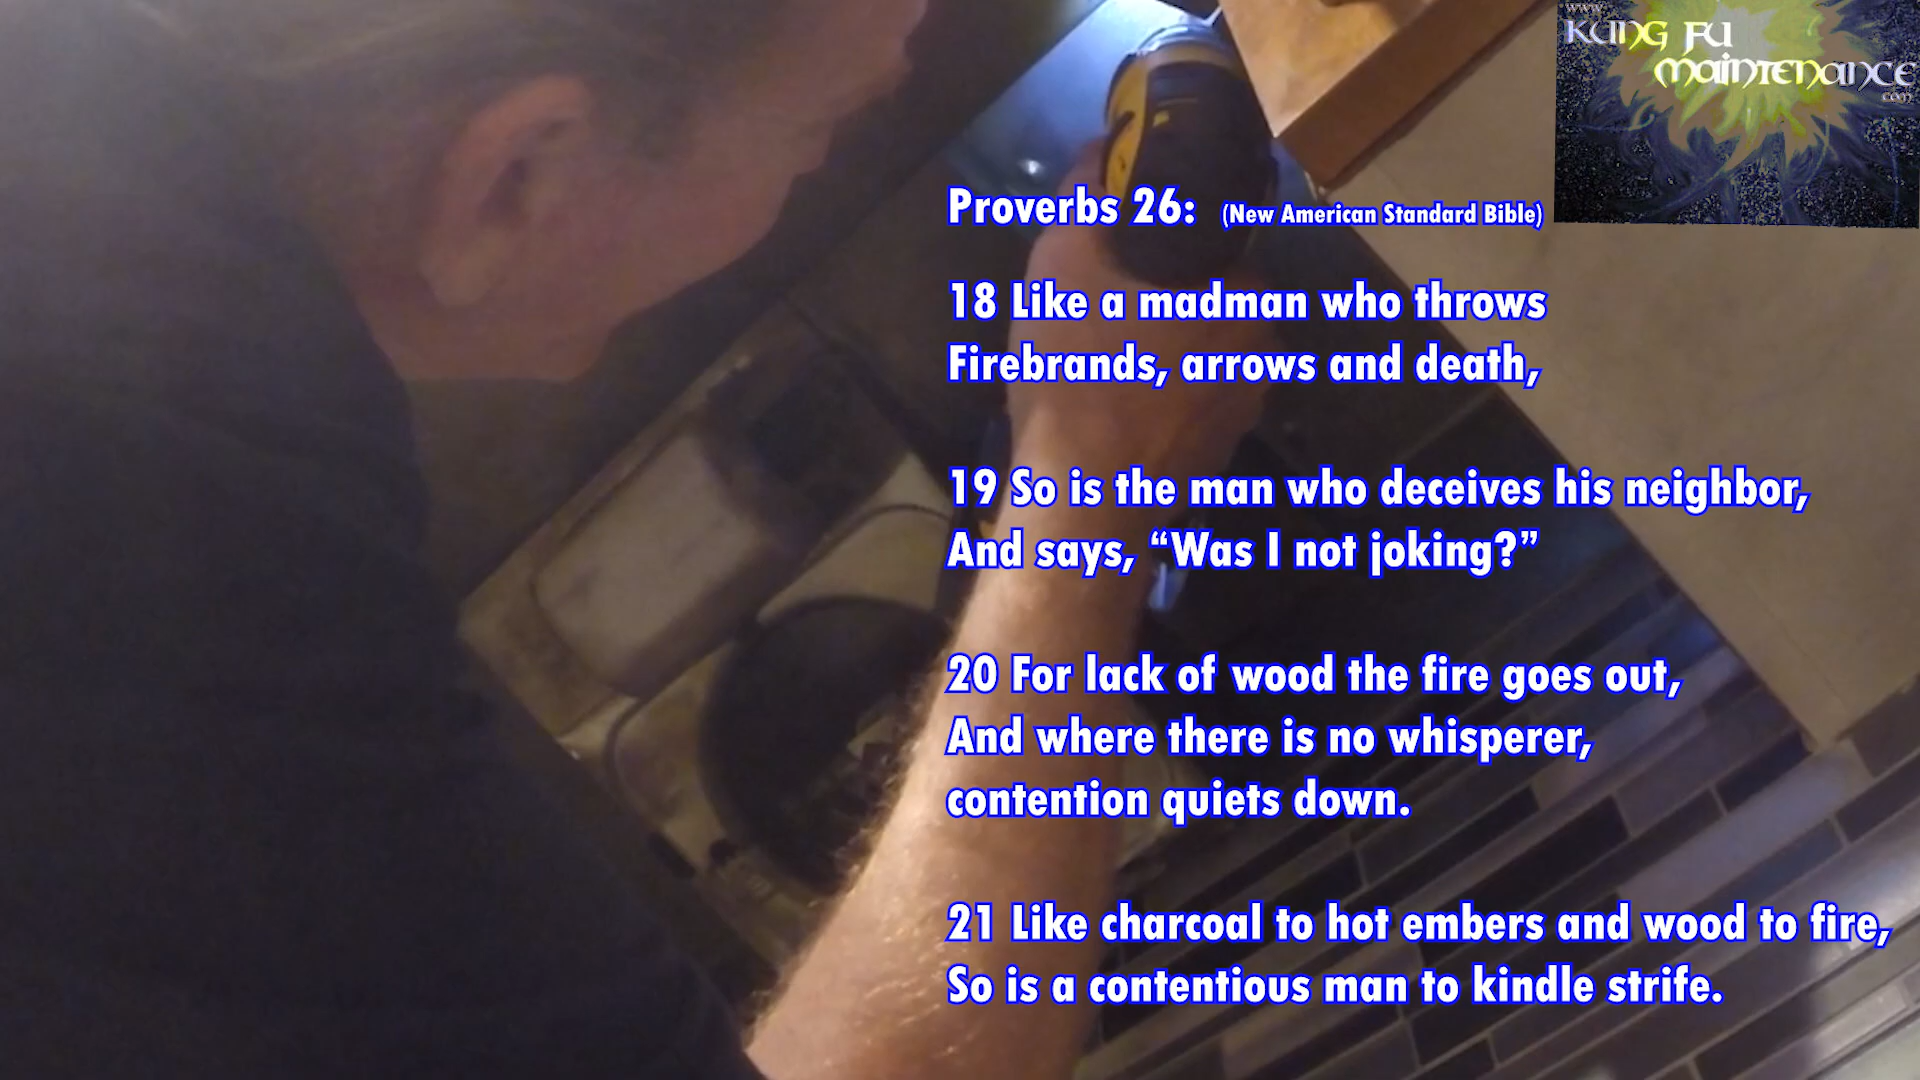 www.
Kung Fu
Maintenance
.com
Proverbs 26: (New American Standard Bible)
18 Like a madman who throws
Firebrands, arrows and death,
19 So is the man who deceives his neighbor,
And says, “Was I not joking?”
20 For lack of wood the fire goes out,
And where there is no whisperer,
contention quiets down.
21 Like charcoal to hot embers and wood to fire,
So is a contentious man to kindle strife.